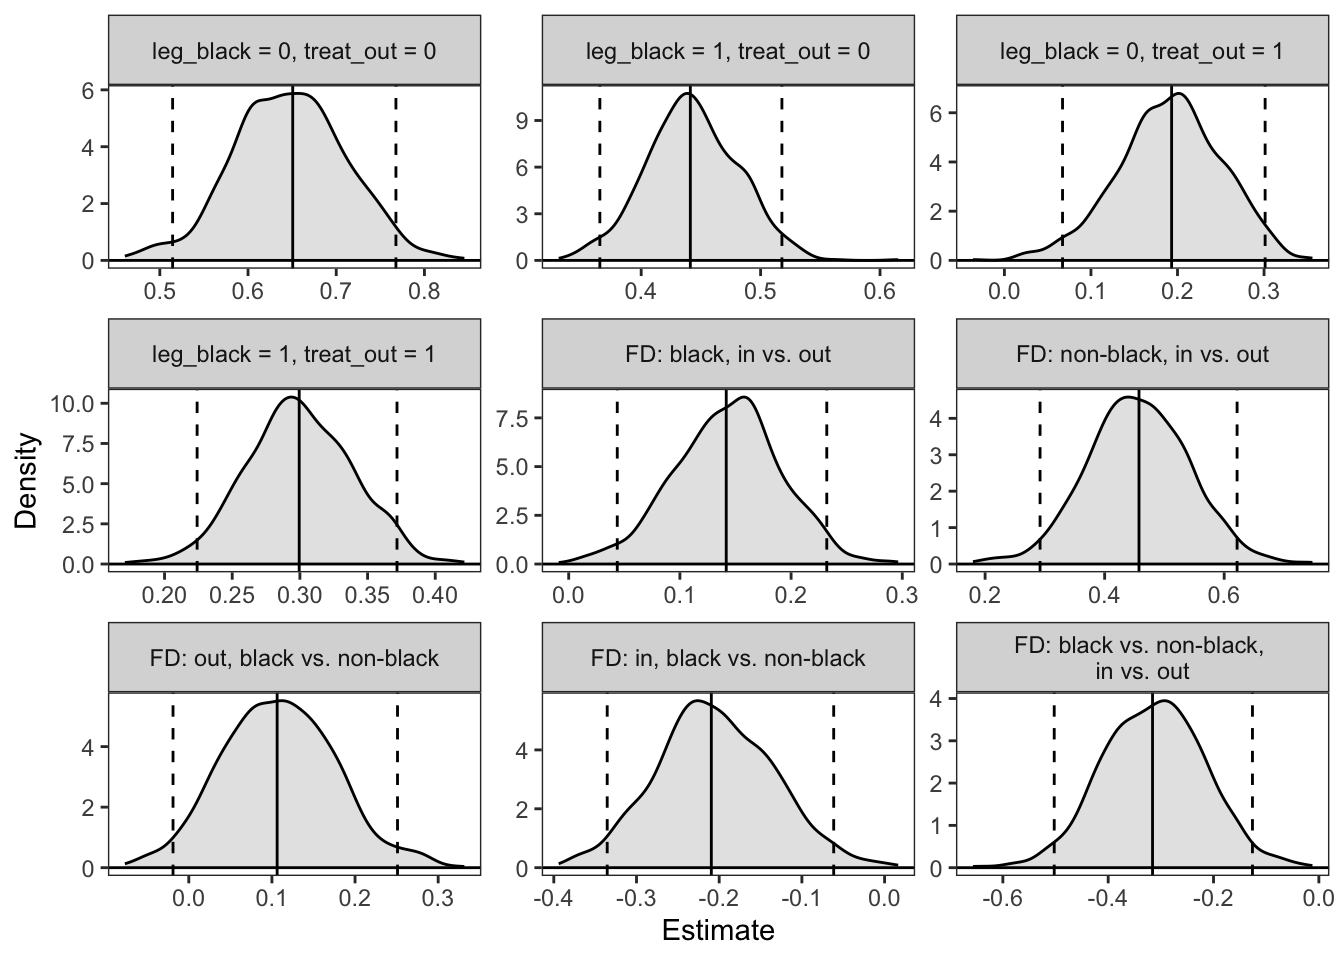 leg_black = 0, treat_out = 0
leg_black = 1, treat_out = 0
leg_black = 0, treat_out = 1
6
4
2
0
0.5 0.6 0.7 0.8
9
6
3
0
0.4 0.5 0.6
6
4
2
0
0.0 0.1 0.2 0.3
leg_black = 1, treat_out = 1
FD: black, in vs. out
FD: non-black, in vs. out
Density
10.0
7.5
5.0
2.5
0.0
0.20 0.25 0.30 0.35 0.40
7.5
5.0
2.5
0.0
0.0 0.1 0.2 0.3
4
3
2
1
0
0.2 0.4 0.6
FD: out, black vs. non-black
FD: in, black vs. non-black
FD: black vs. non-black,
in vs. out
4
2
0
0.0 0.1 0.2 0.3
4
2
0
-0.4 -0.3 -0.2 -0.1 0.0
4
3
2
1
0
-0.6 -0.4 -0.2 0.0
Estimate